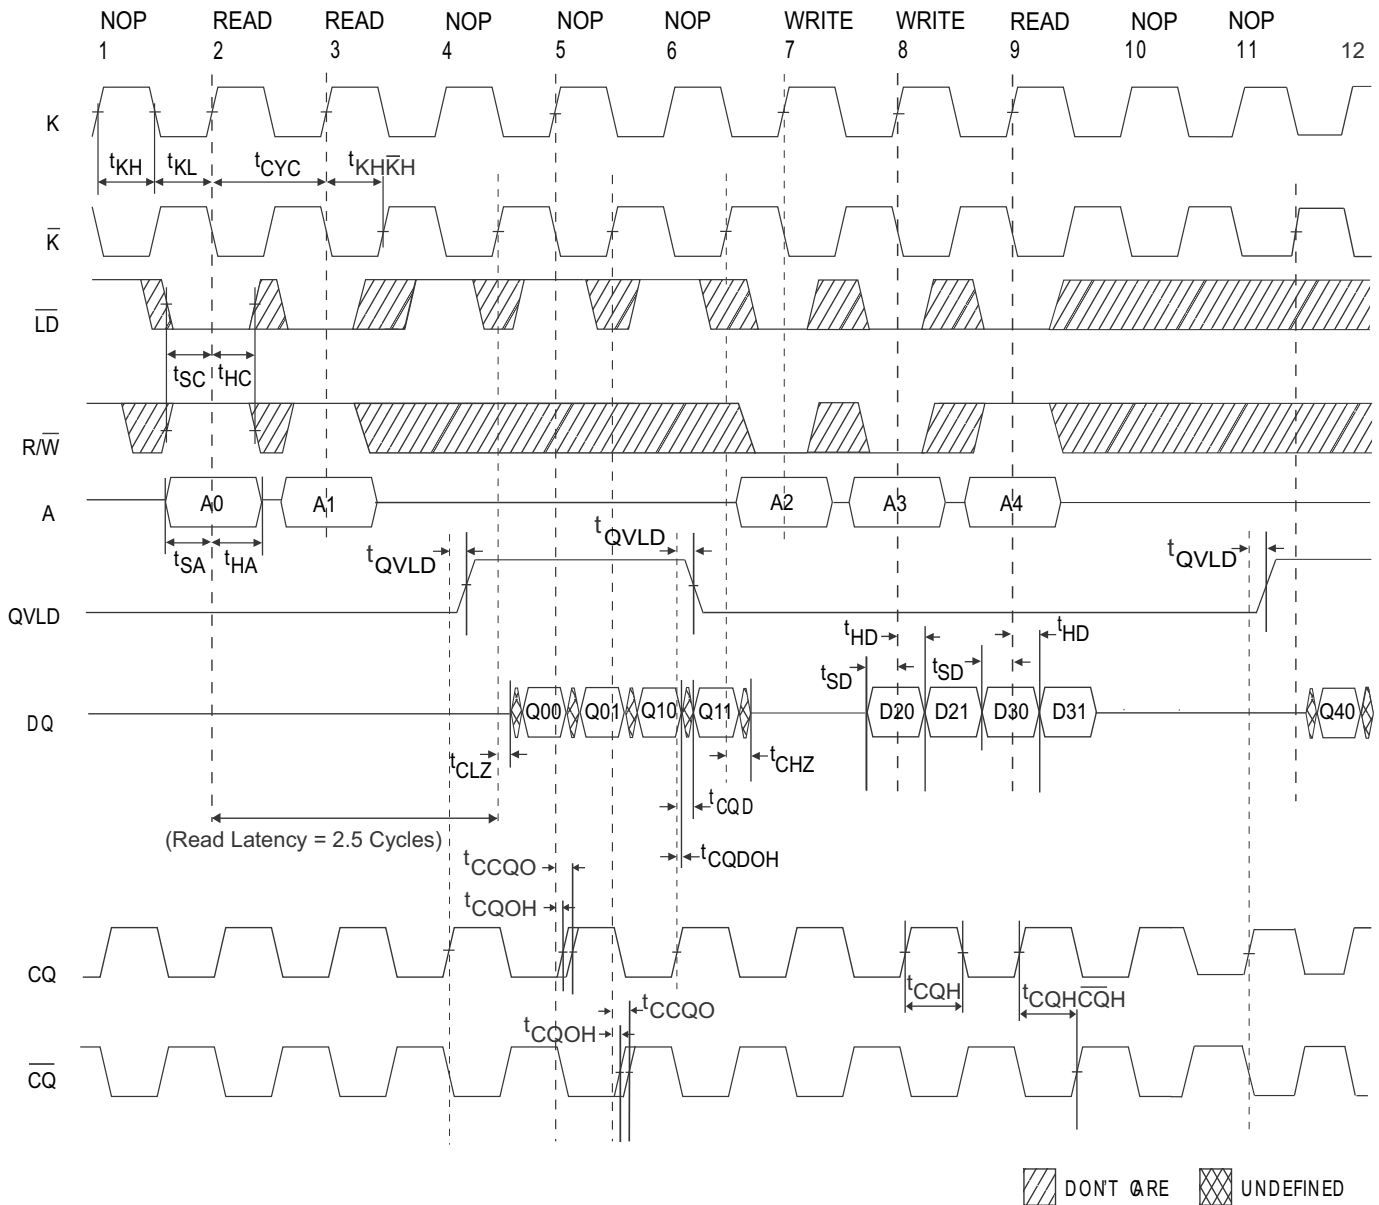 NOP READ READ NOP NOP NOP WRITE WRITE READ NOP NOP
1 2 3 4 5 6 7 8 9 10 11 12
K
tKH tKL tCYC tKHK̅H
K̅
L̅D̅
tSC tHC
R/W̅
A A0 A1 A2 A3 A4
tSA tHA tQVLD tQVLD tQVLD
QVLD
tHD tHD
tSD tSD
DQ Q00 Q01 Q10 Q11 D20 D21 D30 D31 Q40
tCLZ tCHZ
tCQD
(Read Latency = 2.5 Cycles)
tCQDOH
tCCQO
tCQOH
CQ
tCQH tCQHC̅Q̅H
tCCQO
tCQOH
C̅Q̅
DON'T CARE UNDEFINED